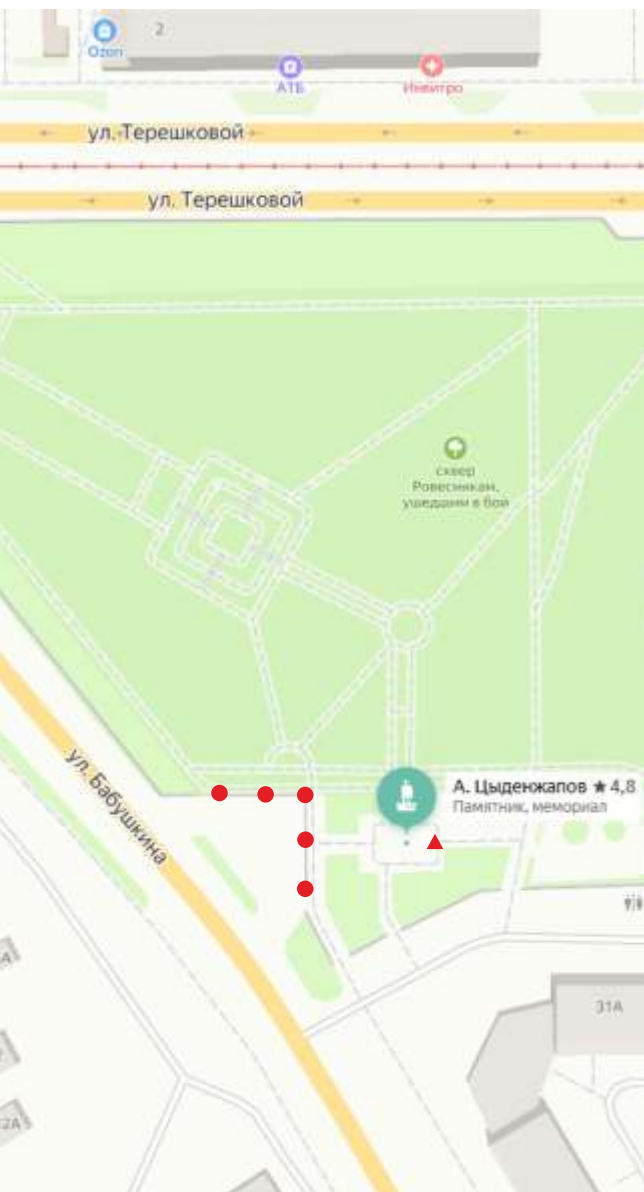 2
Ozon
АТБ
Инвитро
ул. Терешковой
ул. Терешковой
сквер
Ровесникам,
ушедшим в бой
ул. Бабушкина
А. Цыденжапов ★ 4,8
Памятник, мемориал
31А